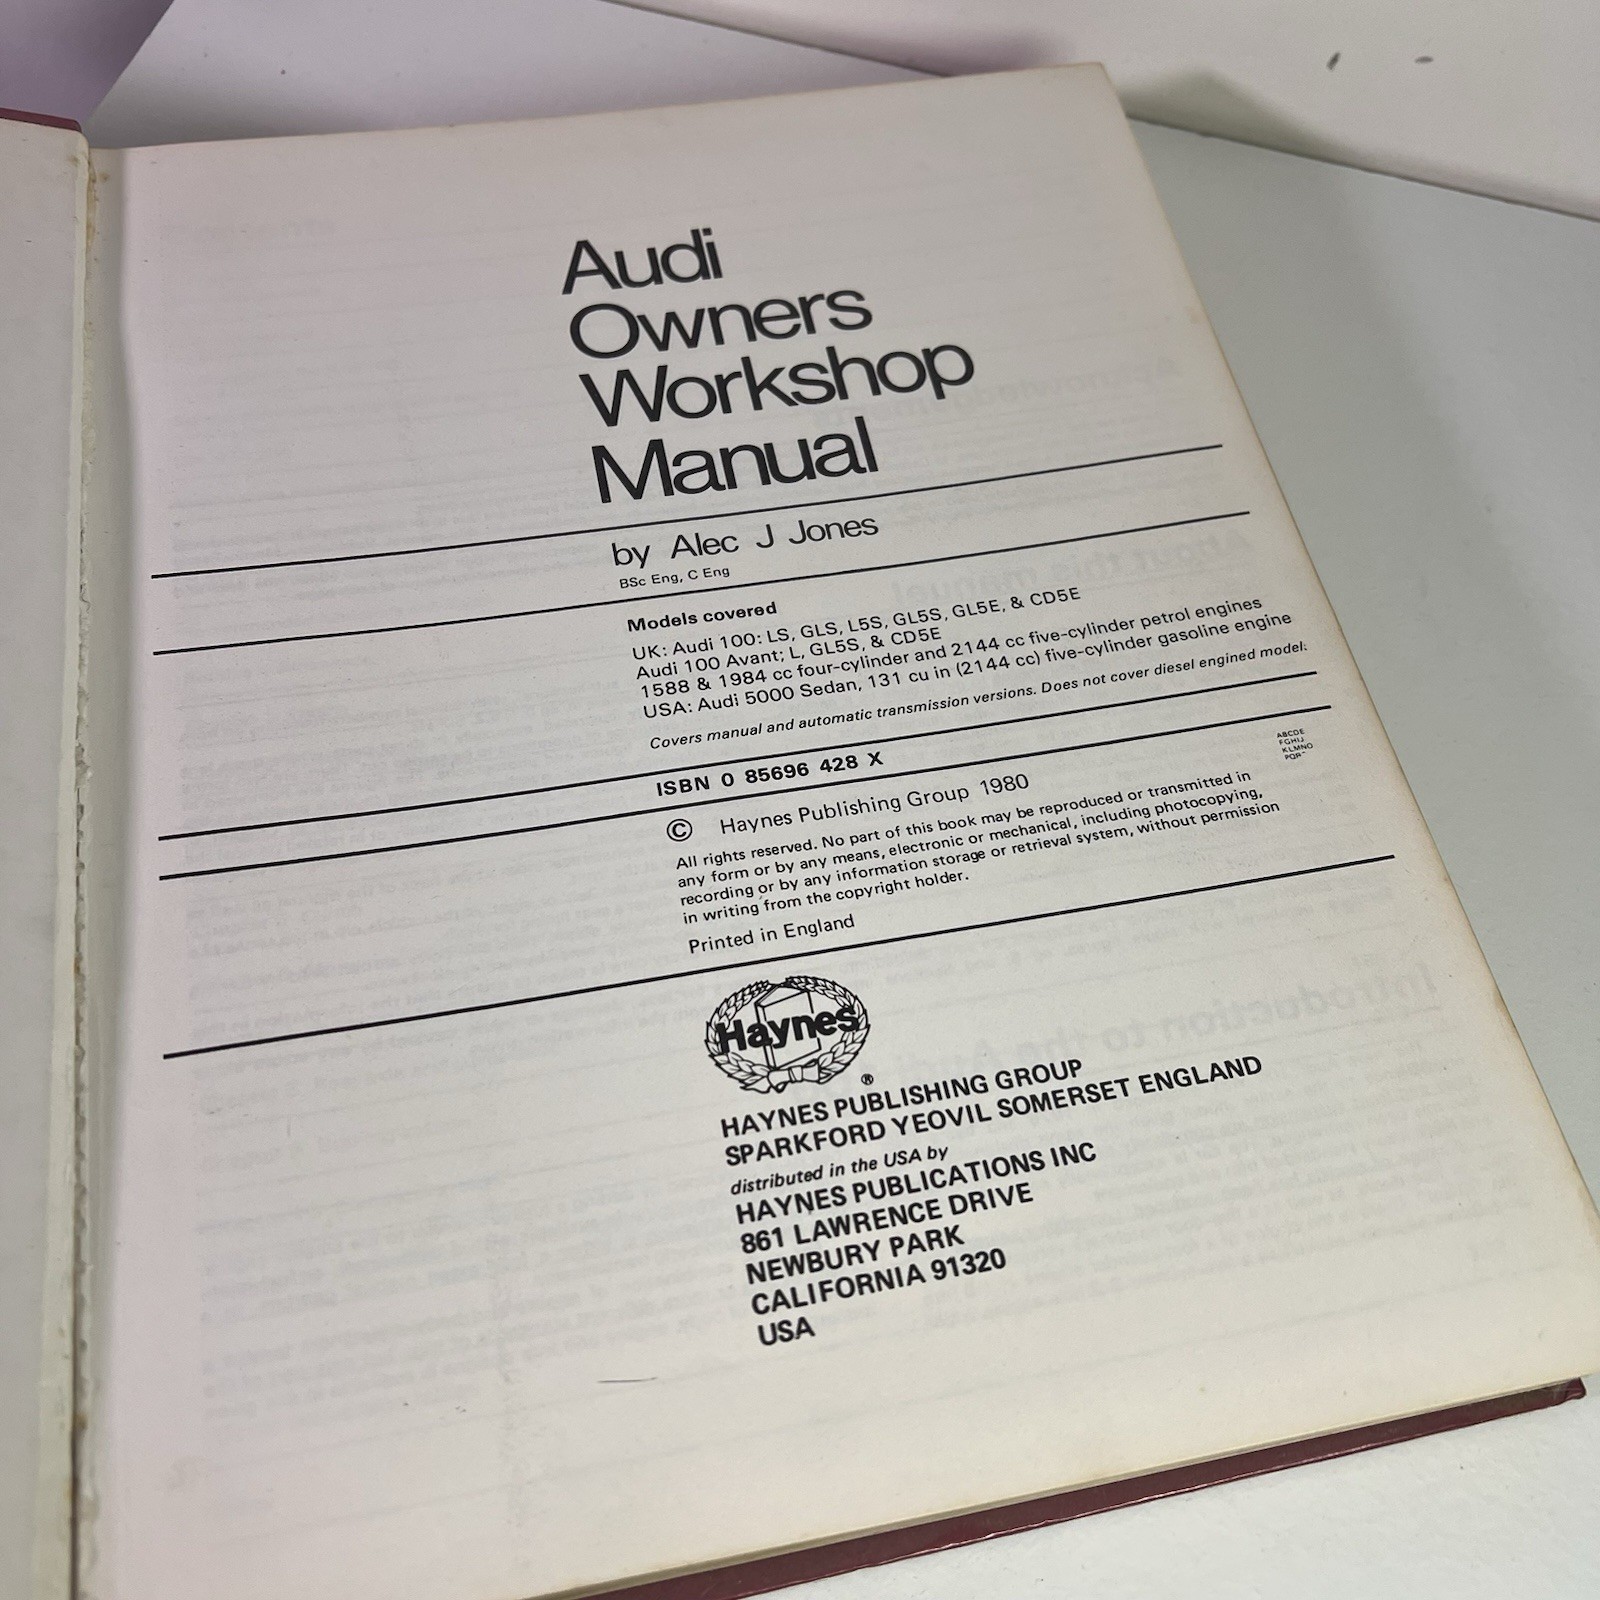 Audi
Owners
Workshop
Manual
by Alec J Jones
BSc Eng, C Eng
Models covered
UK: Audi 100: LS, GLS, L5S, GL5S, GL5E, & CD5E
Audi 100 Avant; L, GL5S, & CD5E
1588 & 1984 cc four-cylinder and 2144 cc five-cylinder petrol engines
USA: Audi 5000 Sedan, 131 cu in (2144 cc) five-cylinder gasoline engine
Covers manual and automatic transmission versions. Does not cover diesel engined model:
ISBN 0 85696 428 X
© Haynes Publishing Group 1980
ABCDE
FGHIJ
KLMNO
PQR
All rights reserved. No part of this book may be reproduced or transmitted in
any form or by any means, electronic or mechanical, including photocopying,
recording or by any information storage or retrieval system, without permission
in writing from the copyright holder.
Printed in England
Haynes
®
HAYNES PUBLISHING GROUP
SPARKFORD YEOVIL SOMERSET ENGLAND
distributed in the USA by
HAYNES PUBLICATIONS INC
861 LAWRENCE DRIVE
NEWBURY PARK
CALIFORNIA 91320
USA